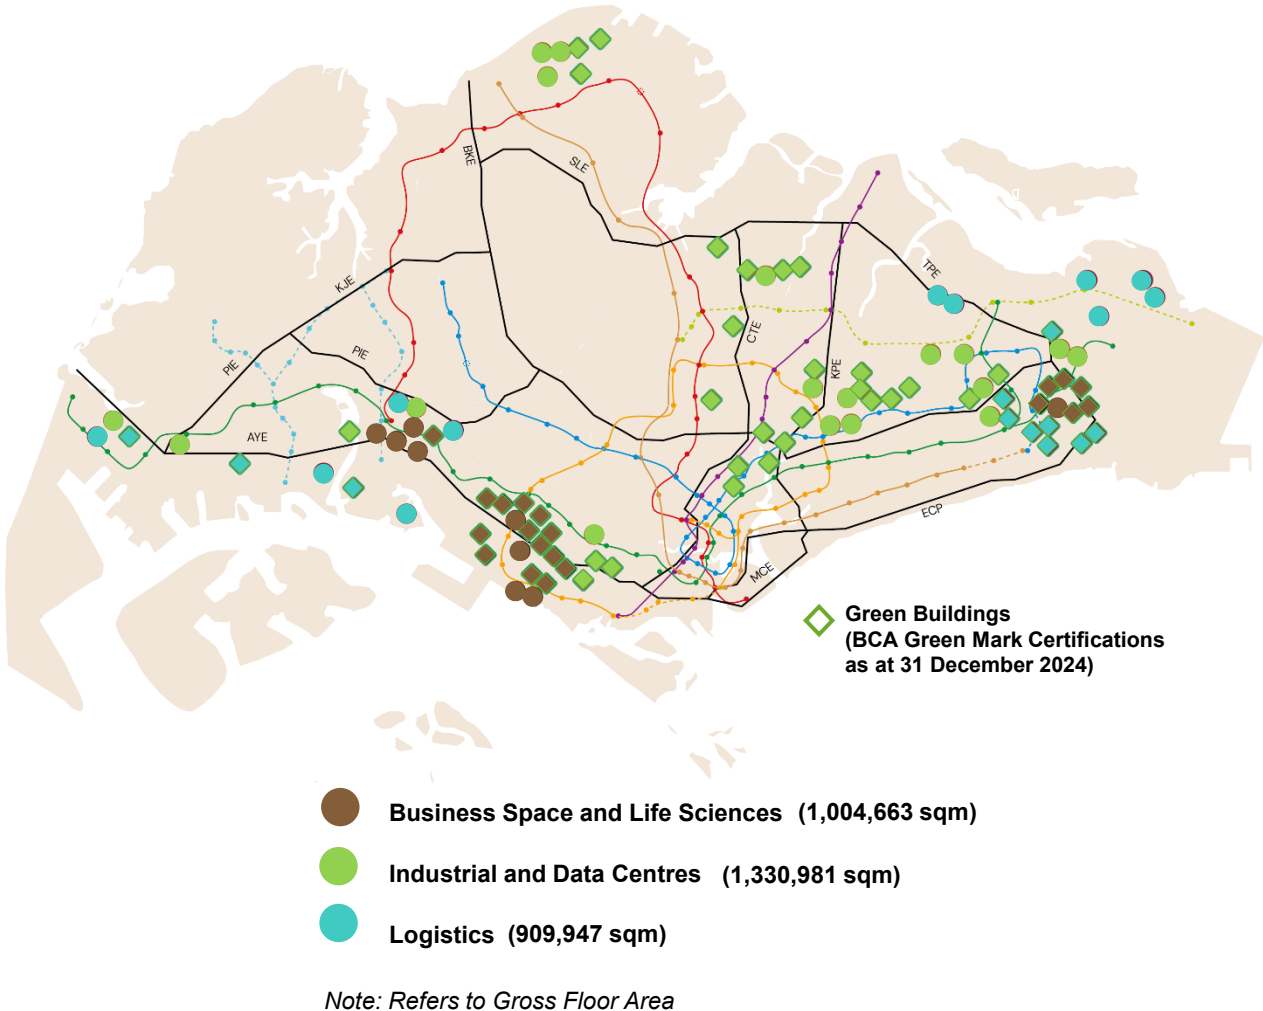 BKE
SLE
KJE
TPE
PIE
PIE
CTE
KPE
AYE
ECP
MCE
Green Buildings
(BCA Green Mark Certifications
as at 31 December 2024)
Business Space and Life Sciences (1,004,663 sqm)
Industrial and Data Centres (1,330,981 sqm)
Logistics (909,947 sqm)
Note: Refers to Gross Floor Area